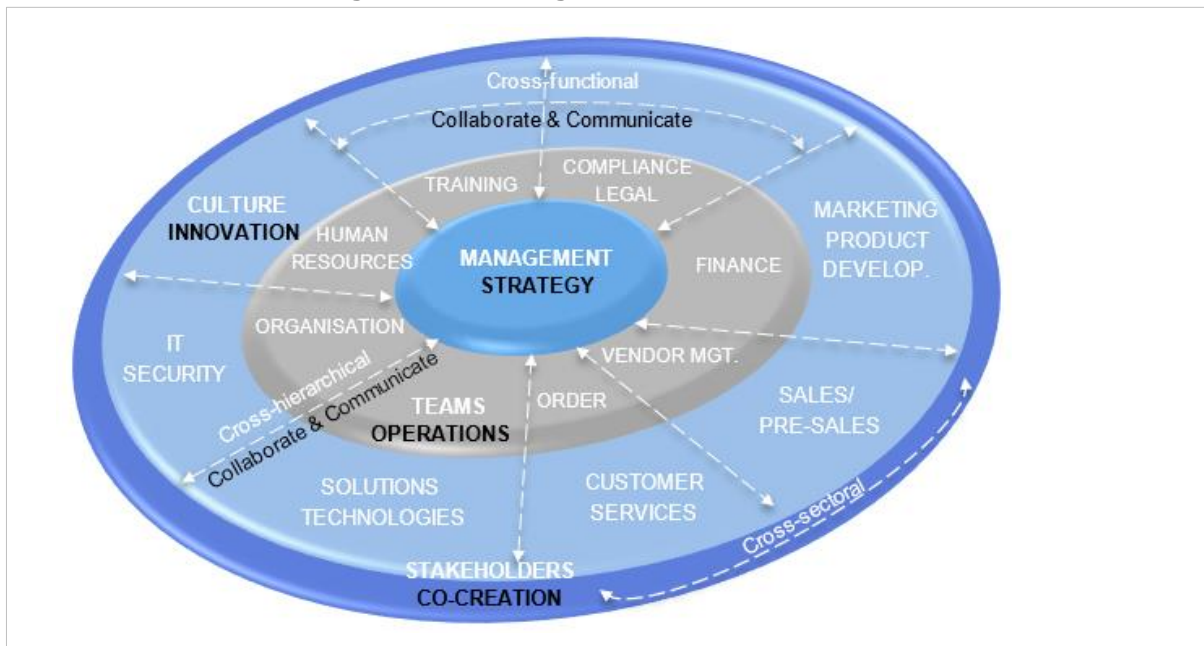 Cross-functional
Collaborate & Communicate
TRAINING
COMPLIANCE
LEGAL
CULTURE
INNOVATION
HUMAN
RESOURCES
MANAGEMENT
STRATEGY
FINANCE
MARKETING
PRODUCT
DEVELOP.
ORGANISATION
IT
SECURITY
VENDOR MGT.
Cross-hierarchical
Collaborate & Communicate
TEAMS
OPERATIONS
ORDER
SALES/
PRE-SALES
SOLUTIONS
TECHNOLOGIES
CUSTOMER
SERVICES
Cross-sectoral
STAKEHOLDERS
CO-CREATION